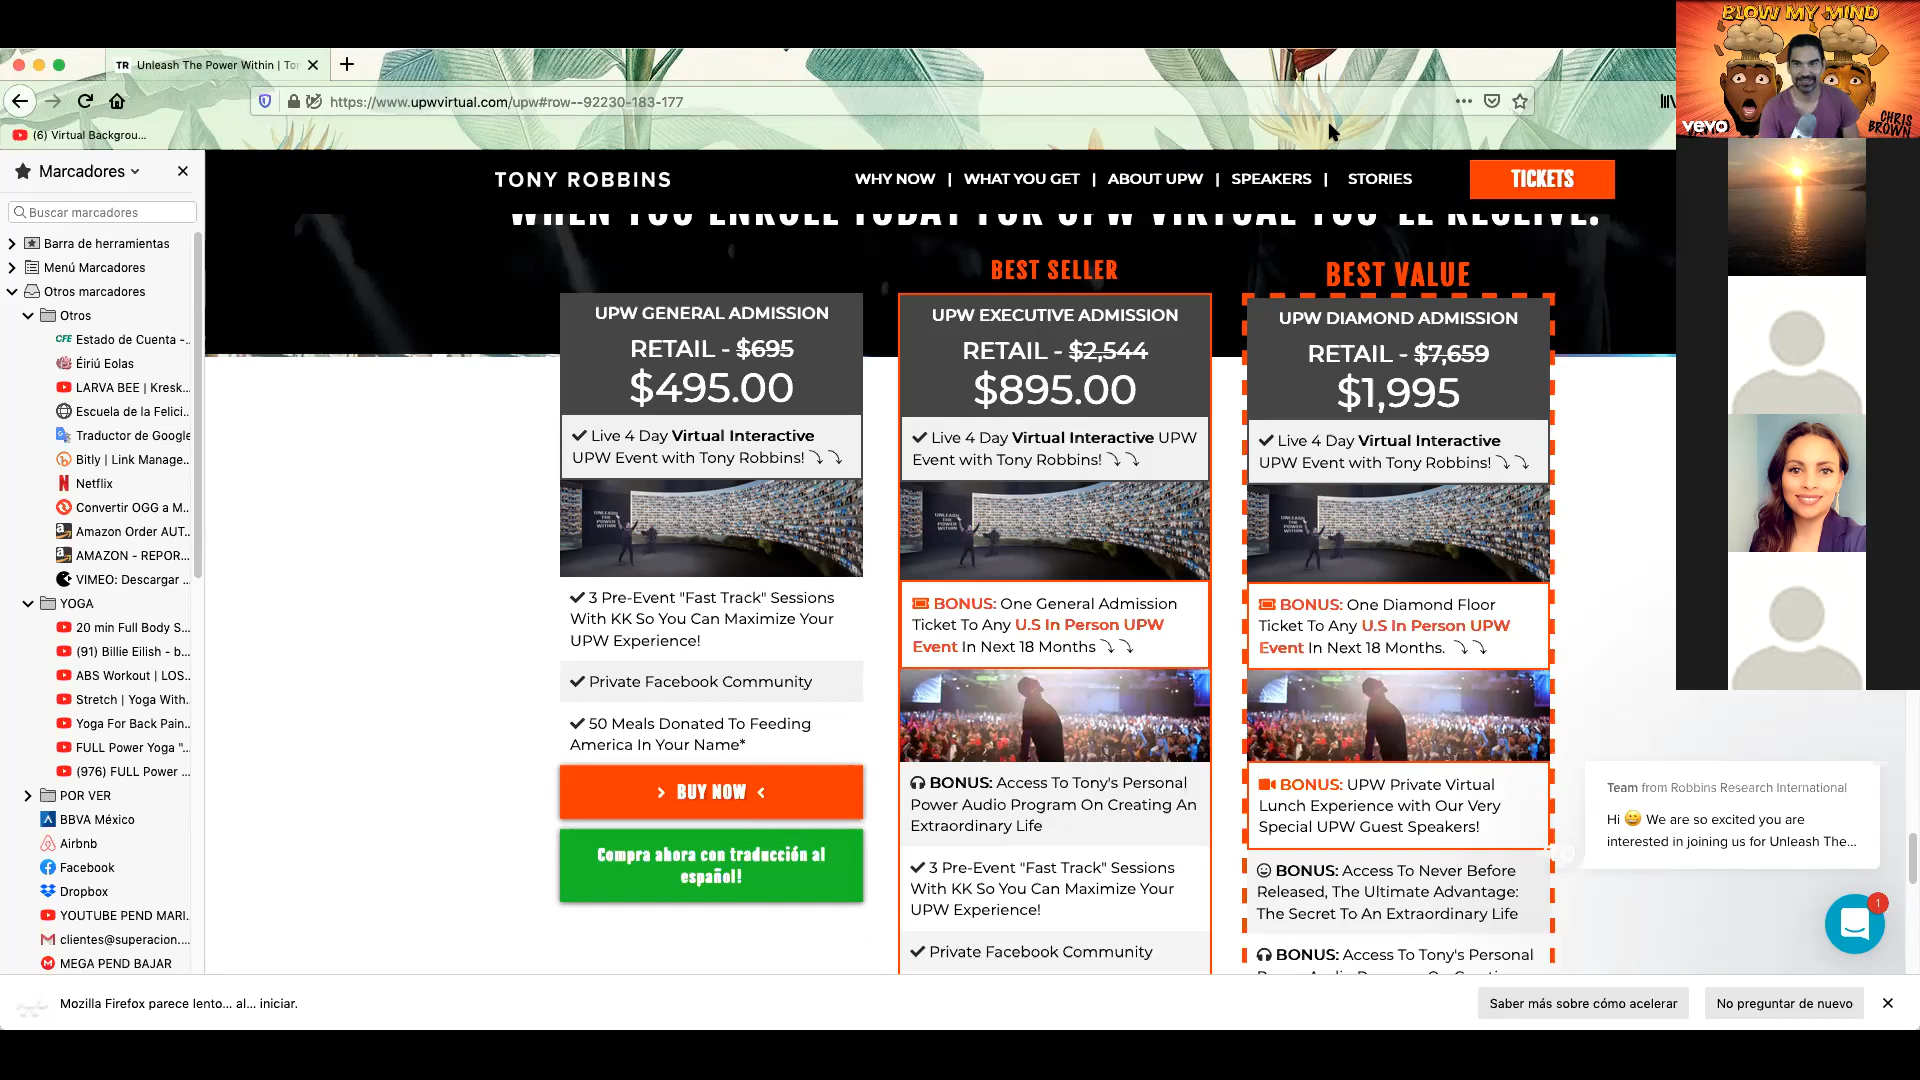 TR Unleash The Power Within | Tor
https://www.upwvirtual.com/upw#row--92230-183-177
(6) Virtual Backgrou...
BLOW MY MIND
vevo
CHRIS
BROWN
Marcadores
Buscar marcadores
Barra de herramientas
Menú Marcadores
Otros marcadores
Otros
CFE Estado de Cuenta -..
Éiriú Eolas
LARVA BEE | Kresk...
Escuela de la Felici..
Traductor de Google
Bitly | Link Manage..
Netflix
Convertir OGG a M...
Amazon Order AUT..
AMAZON - REPOR...
VIMEO: Descargar ..
YOGA
20 min Full Body S...
(91) Billie Eilish - b...
ABS Workout | LOS..
Stretch | Yoga With..
Yoga For Back Pain..
FULL Power Yoga "..
(976) FULL Power ...
POR VER
BBVA México
Airbnb
Facebook
Dropbox
YOUTUBE PEND MARI.
clientes@superacion....
MEGA PEND BAJAR
TONY ROBBINS
WHY NOW | WHAT YOU GET | ABOUT UPW | SPEAKERS | STORIES
TICKETS
WHEN YOU ENROLL TODAY FOR UPW VIRTUAL YOU'LL RECEIVE:
UPW GENERAL ADMISSION
RETAIL - $695
$495.00
Live 4 Day Virtual Interactive
UPW Event with Tony Robbins!
3 Pre-Event "Fast Track" Sessions
With KK So You Can Maximize Your
UPW Experience!
Private Facebook Community
50 Meals Donated To Feeding
America In Your Name*
> BUY NOW <
Compra ahora con traducción al
español!
BEST SELLER
UPW EXECUTIVE ADMISSION
RETAIL - $2,544
$895.00
Live 4 Day Virtual Interactive UPW
Event with Tony Robbins!
BONUS: One General Admission
Ticket To Any U.S In Person UPW
Event In Next 18 Months
BONUS: Access To Tony's Personal
Power Audio Program On Creating An
Extraordinary Life
3 Pre-Event "Fast Track" Sessions
With KK So You Can Maximize Your
UPW Experience!
Private Facebook Community
BEST VALUE
UPW DIAMOND ADMISSION
RETAIL - $7,659
$1,995
Live 4 Day Virtual Interactive
UPW Event with Tony Robbins!
BONUS: One Diamond Floor
Ticket To Any U.S In Person UPW
Event In Next 18 Months.
BONUS: UPW Private Virtual
Lunch Experience with Our Very
Special UPW Guest Speakers!
BONUS: Access To Never Before
Released, The Ultimate Advantage:
The Secret To An Extraordinary Life
BONUS: Access To Tony's Personal
Team from Robbins Research International
Hi 😀 We are so excited you are
interested in joining us for Unleash The...
1
Mozilla Firefox parece lento... al... iniciar.
Saber más sobre cómo acelerar
No preguntar de nuevo